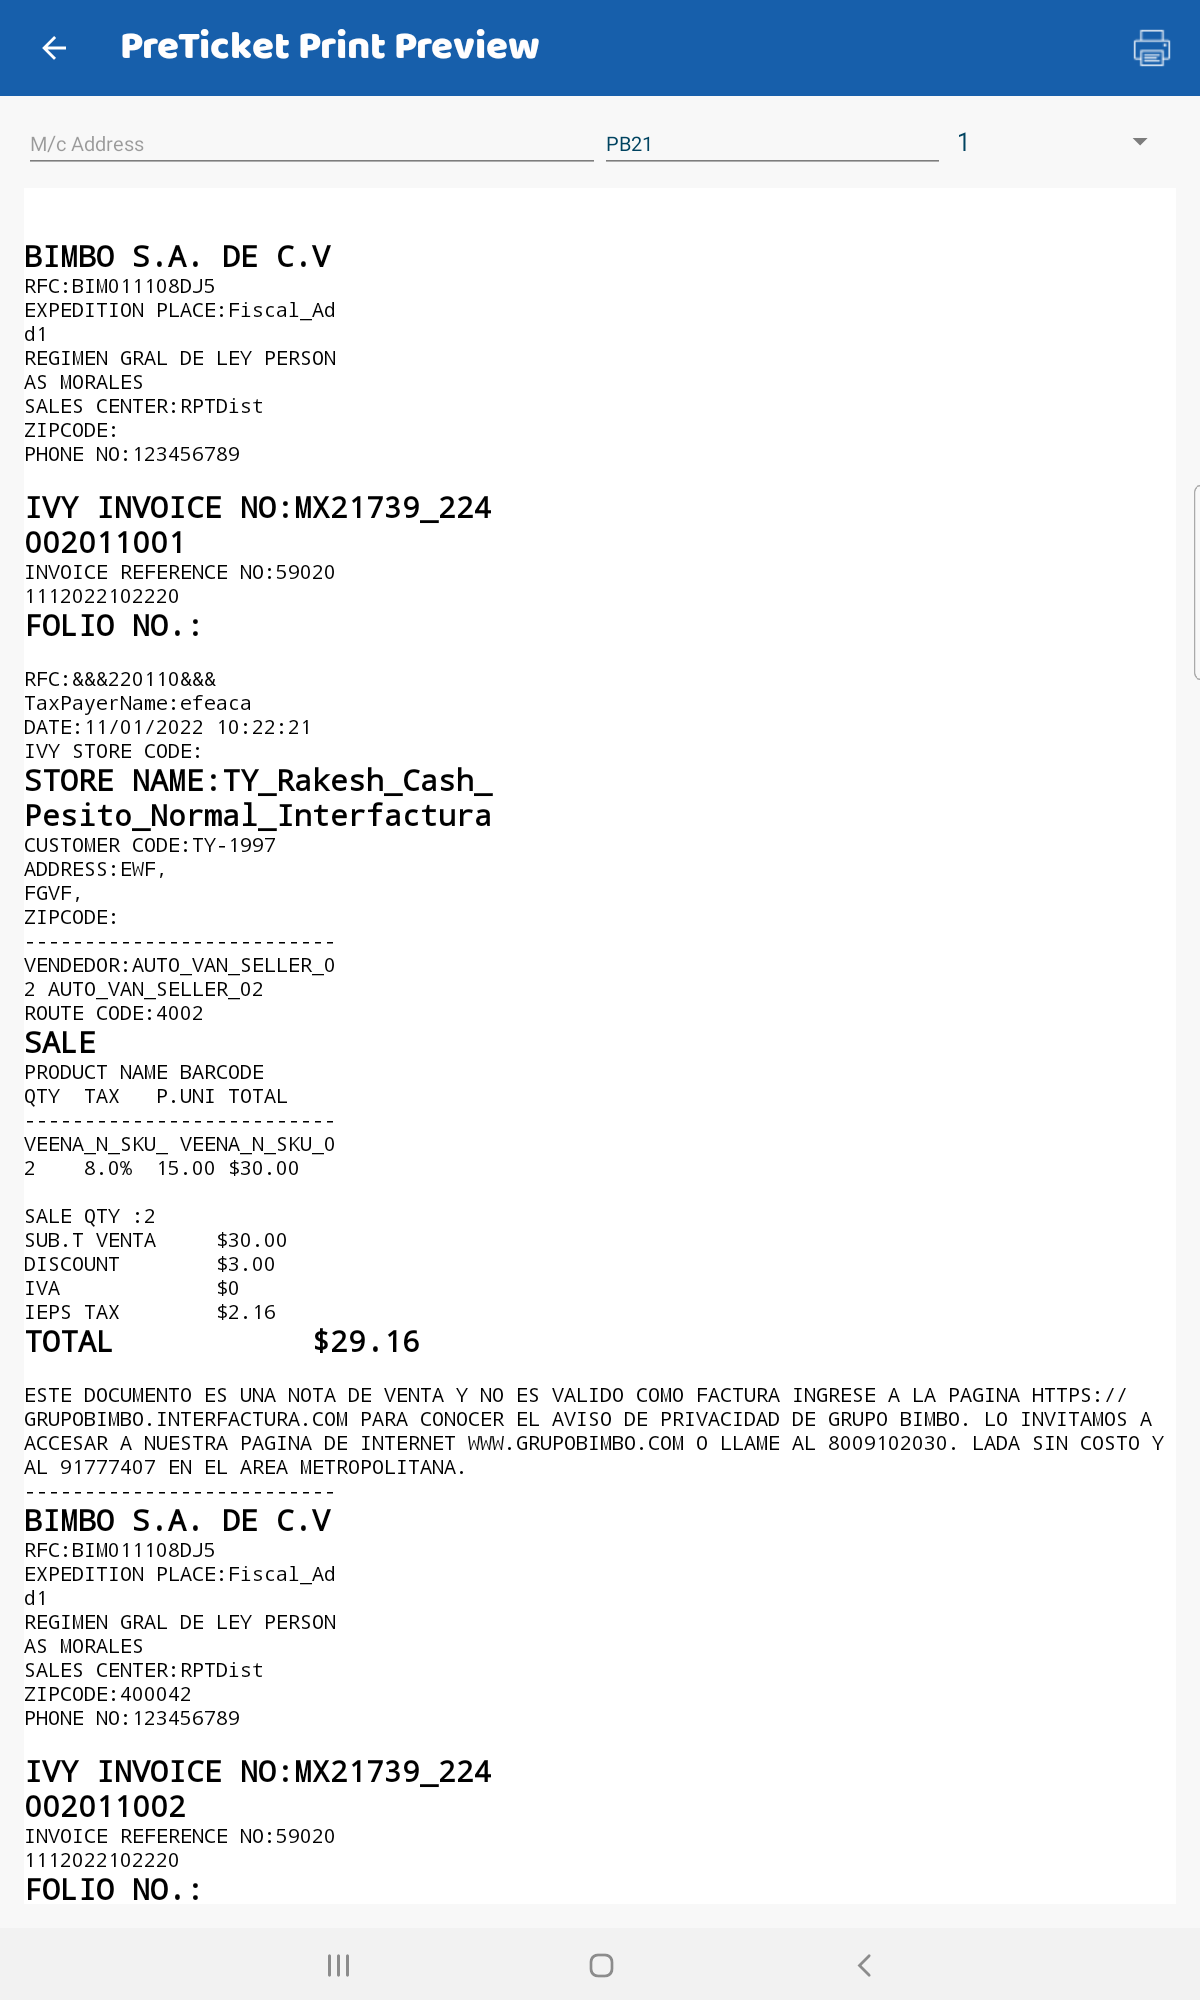 PreTicket Print Preview
M/c Address
PB21
1
BIMBO S.A. DE C.V
RFC:BIM011108DJ5
EXPEDITION PLACE:Fiscal_Ad
d1
REGIMEN GRAL DE LEY PERSON
AS MORALES
SALES CENTER:RPTDist
ZIPCODE:
PHONE NO:123456789
IVY INVOICE NO:MX21739_224
002011001
INVOICE REFERENCE NO:59020
1112022102220
FOLIO NO.:
RFC:&&&220110&&&
TaxPayerName:efeaca
DATE:11/01/2022 10:22:21
IVY STORE CODE:
STORE NAME:TY_Rakesh_Cash_
Pesito_Normal_Interfactura
CUSTOMER CODE:TY-1997
ADDRESS:EWF,
FGVF,
ZIPCODE:
--------------------------
VENDEDOR:AUTO_VAN_SELLER_0
2 AUTO_VAN_SELLER_02
ROUTE CODE:4002
SALE
PRODUCT NAME BARCODE
QTY  TAX   P.UNI TOTAL
--------------------------
VEENA_N_SKU_ VEENA_N_SKU_0
2    8.0%  15.00 $30.00
SALE QTY :2
SUB.T VENTA     $30.00
DISCOUNT        $3.00
IVA             $0
IEPS TAX        $2.16
TOTAL           $29.16
ESTE DOCUMENTO ES UNA NOTA DE VENTA Y NO ES VALIDO COMO FACTURA INGRESE A LA PAGINA HTTPS://
GRUPOBIMBO.INTERFACTURA.COM PARA CONOCER EL AVISO DE PRIVACIDAD DE GRUPO BIMBO. LO INVITAMOS A
ACCESAR A NUESTRA PAGINA DE INTERNET WWW.GRUPOBIMBO.COM O LLAME AL 8009102030. LADA SIN COSTO Y
AL 91777407 EN EL AREA METROPOLITANA.
--------------------------
BIMBO S.A. DE C.V
RFC:BIM011108DJ5
EXPEDITION PLACE:Fiscal_Ad
d1
REGIMEN GRAL DE LEY PERSON
AS MORALES
SALES CENTER:RPTDist
ZIPCODE:400042
PHONE NO:123456789
IVY INVOICE NO:MX21739_224
002011002
INVOICE REFERENCE NO:59020
1112022102220
FOLIO NO.: